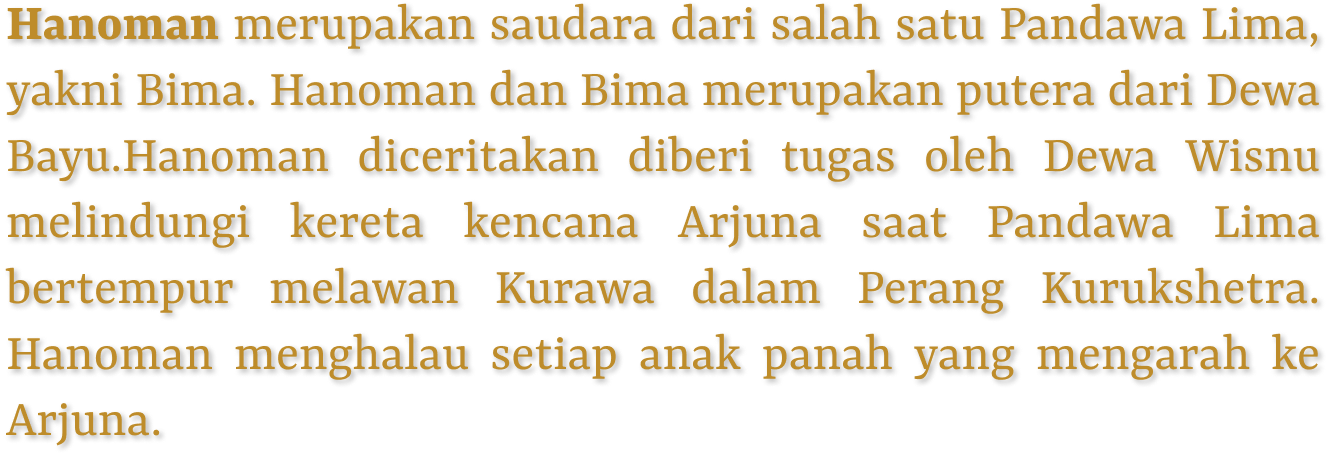 Hanoman merupakan saudara dari salah satu Pandawa Lima,
yakni Bima. Hanoman dan Bima merupakan putera dari Dewa
Bayu.Hanoman diceritakan diberi tugas oleh Dewa Wisnu
melindungi kereta kencana Arjuna saat Pandawa Lima
bertempur melawan Kurawa dalam Perang Kurukshetra.
Hanoman menghalau setiap anak panah yang mengarah ke
Arjuna.